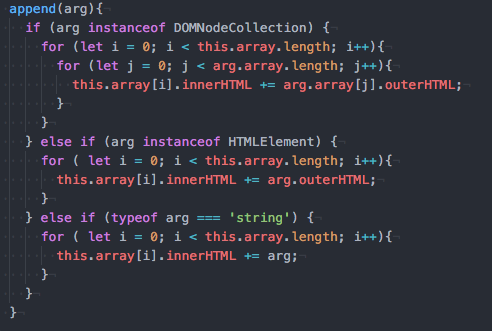 append(arg){
  if (arg instanceof DOMNodeCollection) {
    for (let i = 0; i < this.array.length; i++){
      for (let j = 0; j < arg.array.length; j++){
        this.array[i].innerHTML += arg.array[j].outerHTML;
      }
    }
  } else if (arg instanceof HTMLElement) {
    for ( let i = 0; i < this.array.length; i++){
      this.array[i].innerHTML += arg.outerHTML;
    }
  } else if (typeof arg === 'string') {
    for ( let i = 0; i < this.array.length; i++){
      this.array[i].innerHTML += arg;
    }
  }
}